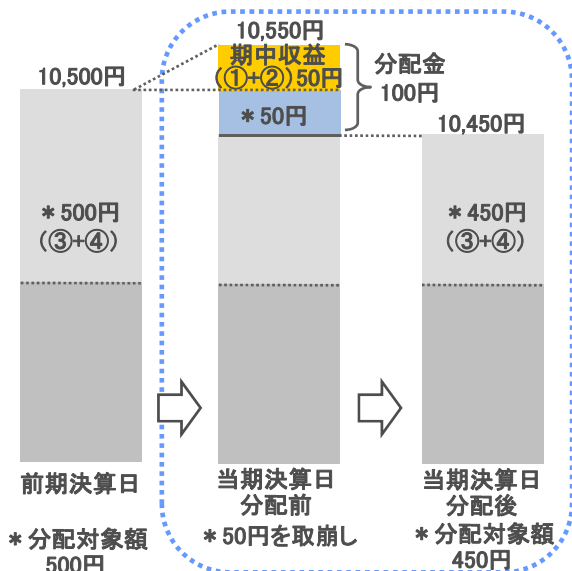 10,550円
期中収益
(①+②)50円
分配金
100円
10,500円
＊50円
10,450円
＊500円
(③+④)
＊450円
(③+④)
前期決算日
当期決算日
分配前
当期決算日
分配後
＊分配対象額
500円
＊50円を取崩し
＊分配対象額
450円